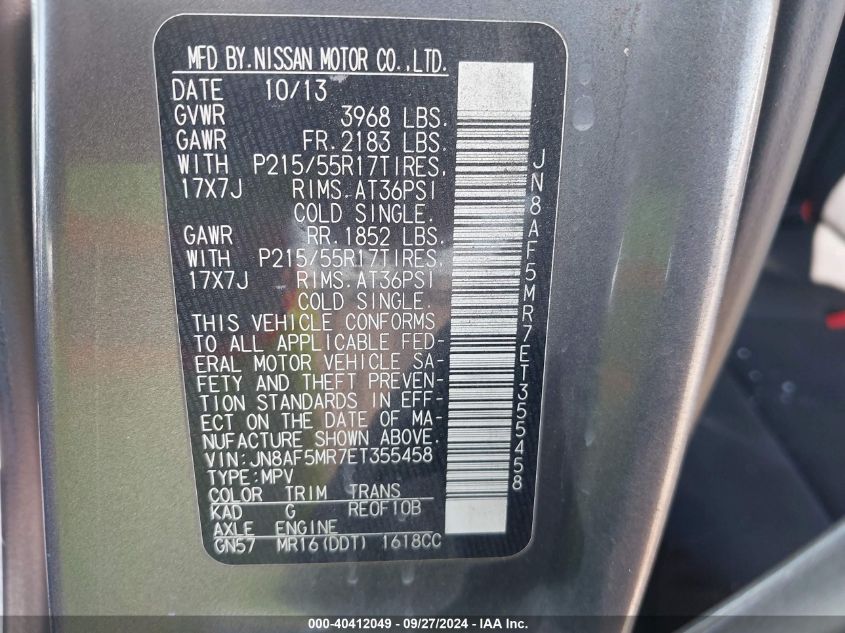 MFD BY.NISSAN MOTOR CO.,LTD.
DATE 10/13
GVWR 3968 LBS.
GAWR FR.2183 LBS.
WITH P215/55R17TIRES,
17X7J RIMS.AT36PSI
COLD SINGLE.
GAWR RR.1852 LBS.
WITH P215/55R17TIRES,
17X7J RIMS.AT36PSI
COLD SINGLE.
THIS VEHICLE CONFORMS
TO ALL APPLICABLE FED-
ERAL MOTOR VEHICLE SA-
FETY AND THEFT PREVEN-
TION STANDARDS IN EFF-
ECT ON THE DATE OF MA-
NUFACTURE SHOWN ABOVE.
VIN:JN8AF5MR7ET355458
TYPE:MPV
COLOR TRIM TRANS
KAD G REOF10B
AXLE ENGINE
GN57 MR16(DDT) 1618CC
JN8AF5MR7ET355458
000-40412049 - 09/27/2024 - © IAA Inc.